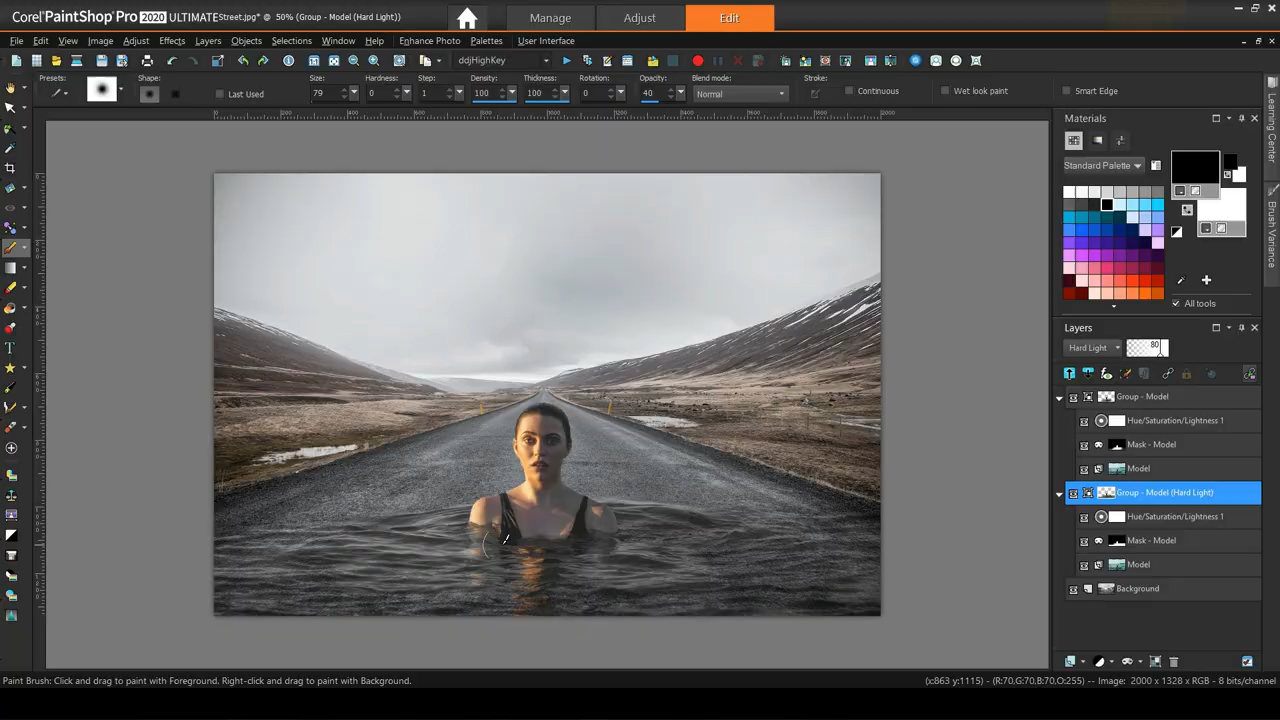 Corel PaintShop Pro 2020 ULTIMATE Street.jpg* @ 50% (Group - Model (Hard Light))
Manage Adjust Edit
File Edit View Image Adjust Effects Layers Objects Selections Window Help Enhance Photo Palettes User Interface
ddjHighKey
Presets: Shape: Size: Hardness: Step: Density: Thickness: Rotation: Opacity: Blend mode: Stroke:
Last Used 79 0 1 100 100 0 40 Normal Continuous Wet look paint Smart Edge
Materials
Standard Palette
All tools
Learning Center
Brush Variance
Layers
Hard Light 80
Group - Model
Hue/Saturation/Lightness 1
Mask - Model
Model
Group - Model (Hard Light)
Hue/Saturation/Lightness 1
Mask - Model
Model
Background
Paint Brush: Click and drag to paint with Foreground. Right-click and drag to paint with Background.
(x:863 y:1115) - (R:70,G:70,B:70,O:255) -- Image: 2000 x 1328 x RGB - 8 bits/channel